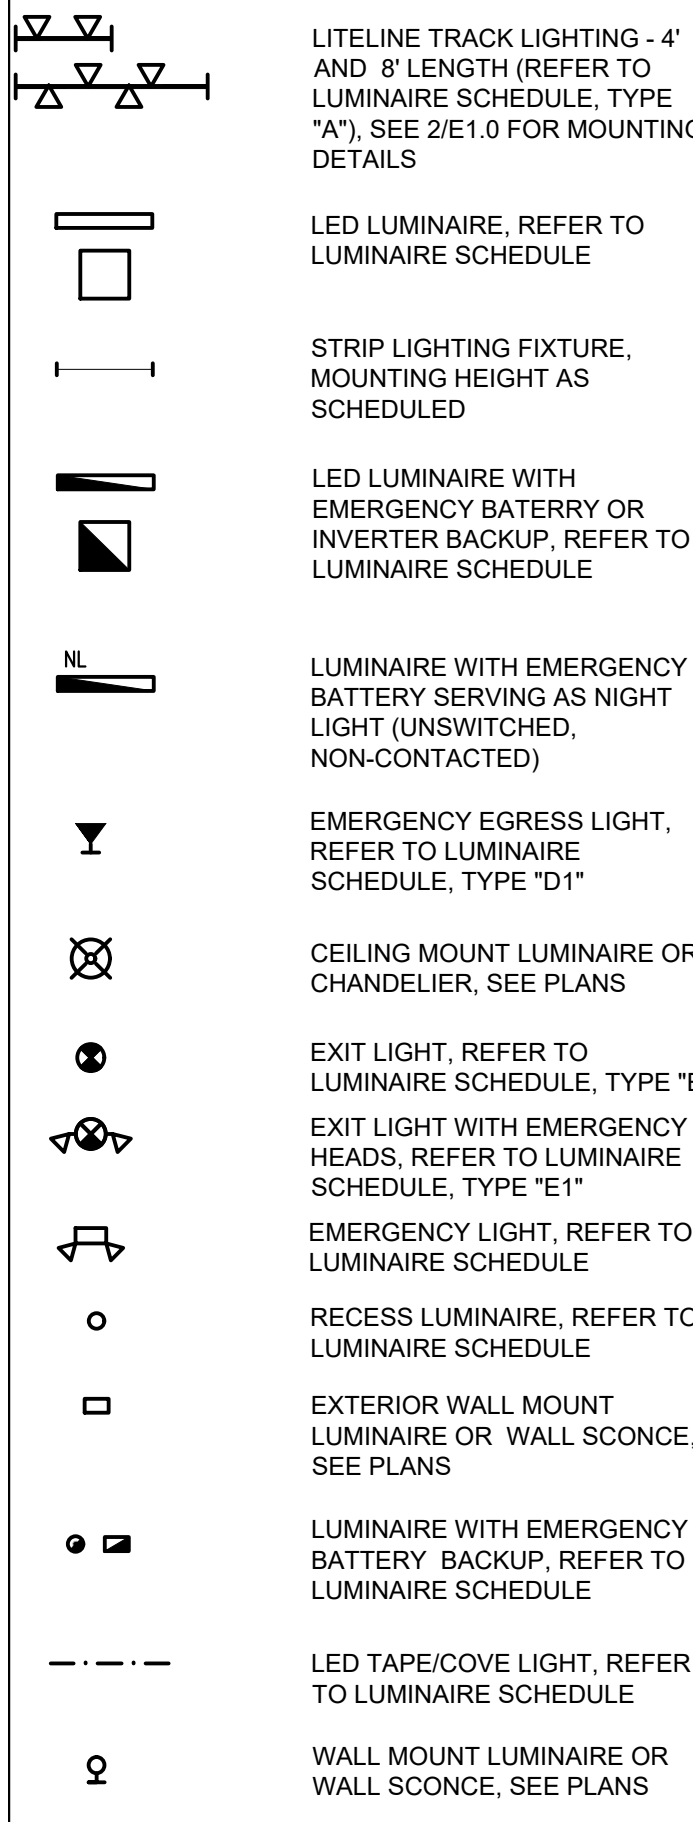 LITELINE TRACK LIGHTING - 4'
AND 8' LENGTH (REFER TO
LUMINAIRE SCHEDULE, TYPE
"A"), SEE 2/E1.0 FOR MOUNTING
DETAILS
LED LUMINAIRE, REFER TO
LUMINAIRE SCHEDULE
STRIP LIGHTING FIXTURE,
MOUNTING HEIGHT AS
SCHEDULED
LED LUMINAIRE WITH
EMERGENCY BATERRY OR
INVERTER BACKUP, REFER TO
LUMINAIRE SCHEDULE
NL
LUMINAIRE WITH EMERGENCY
BATTERY SERVING AS NIGHT
LIGHT (UNSWITCHED,
NON-CONTACTED)
EMERGENCY EGRESS LIGHT,
REFER TO LUMINAIRE
SCHEDULE, TYPE "D1"
CEILING MOUNT LUMINAIRE OR
CHANDELIER, SEE PLANS
EXIT LIGHT, REFER TO
LUMINAIRE SCHEDULE, TYPE "E
EXIT LIGHT WITH EMERGENCY
HEADS, REFER TO LUMINAIRE
SCHEDULE, TYPE "E1"
EMERGENCY LIGHT, REFER TO
LUMINAIRE SCHEDULE
RECESS LUMINAIRE, REFER TO
LUMINAIRE SCHEDULE
EXTERIOR WALL MOUNT
LUMINAIRE OR WALL SCONCE,
SEE PLANS
LUMINAIRE WITH EMERGENCY
BATTERY BACKUP, REFER TO
LUMINAIRE SCHEDULE
LED TAPE/COVE LIGHT, REFER
TO LUMINAIRE SCHEDULE
WALL MOUNT LUMINAIRE OR
WALL SCONCE, SEE PLANS